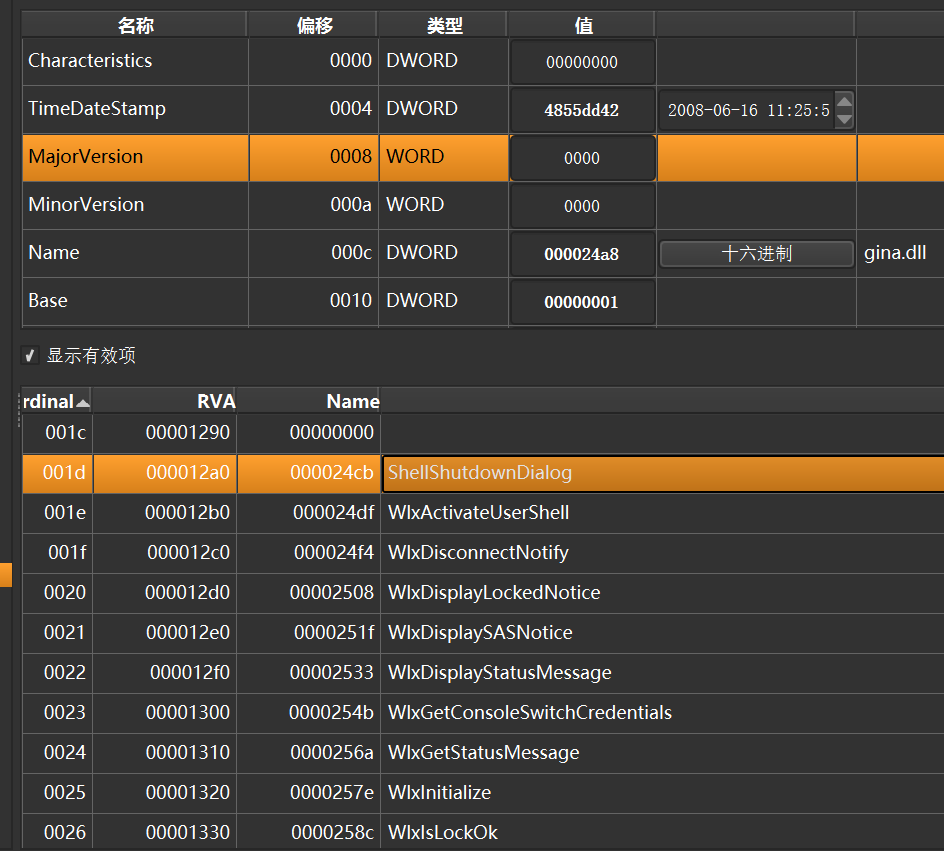 名称 偏移 类型 值
Characteristics 0000 DWORD 00000000
TimeDateStamp 0004 DWORD 4855dd42 2008-06-16 11:25:5
MajorVersion 0008 WORD 0000
MinorVersion 000a WORD 0000
Name 000c DWORD 000024a8 十六进制 gina.dll
Base 0010 DWORD 00000001
显示有效项
rdinal RVA Name
001c 00001290 00000000
001d 000012a0 000024cb ShellShutdownDialog
001e 000012b0 000024df WlxActivateUserShell
001f 000012c0 000024f4 WlxDisconnectNotify
0020 000012d0 00002508 WlxDisplayLockedNotice
0021 000012e0 0000251f WlxDisplaySASNotice
0022 000012f0 00002533 WlxDisplayStatusMessage
0023 00001300 0000254b WlxGetConsoleSwitchCredentials
0024 00001310 0000256a WlxGetStatusMessage
0025 00001320 0000257e WlxInitialize
0026 00001330 0000258c WlxIsLockOk